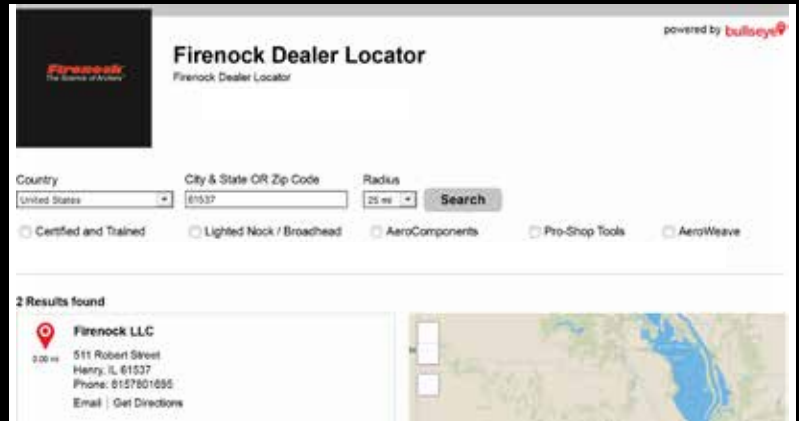 powered by bullseye
Firenock
The Science of Archery
Firenock Dealer Locator
Firenock Dealer Locator
Country
City & State OR Zip Code
Radius
United States
61537
25 mi
Search
Certified and Trained
Lighted Nock / Broadhead
AeroComponents
Pro-Shop Tools
AeroWeave
2 Results found
Firenock LLC
0.00 mi
511 Robert Street
Henry, IL 61537
Phone: 8157801695
Email | Get Directions